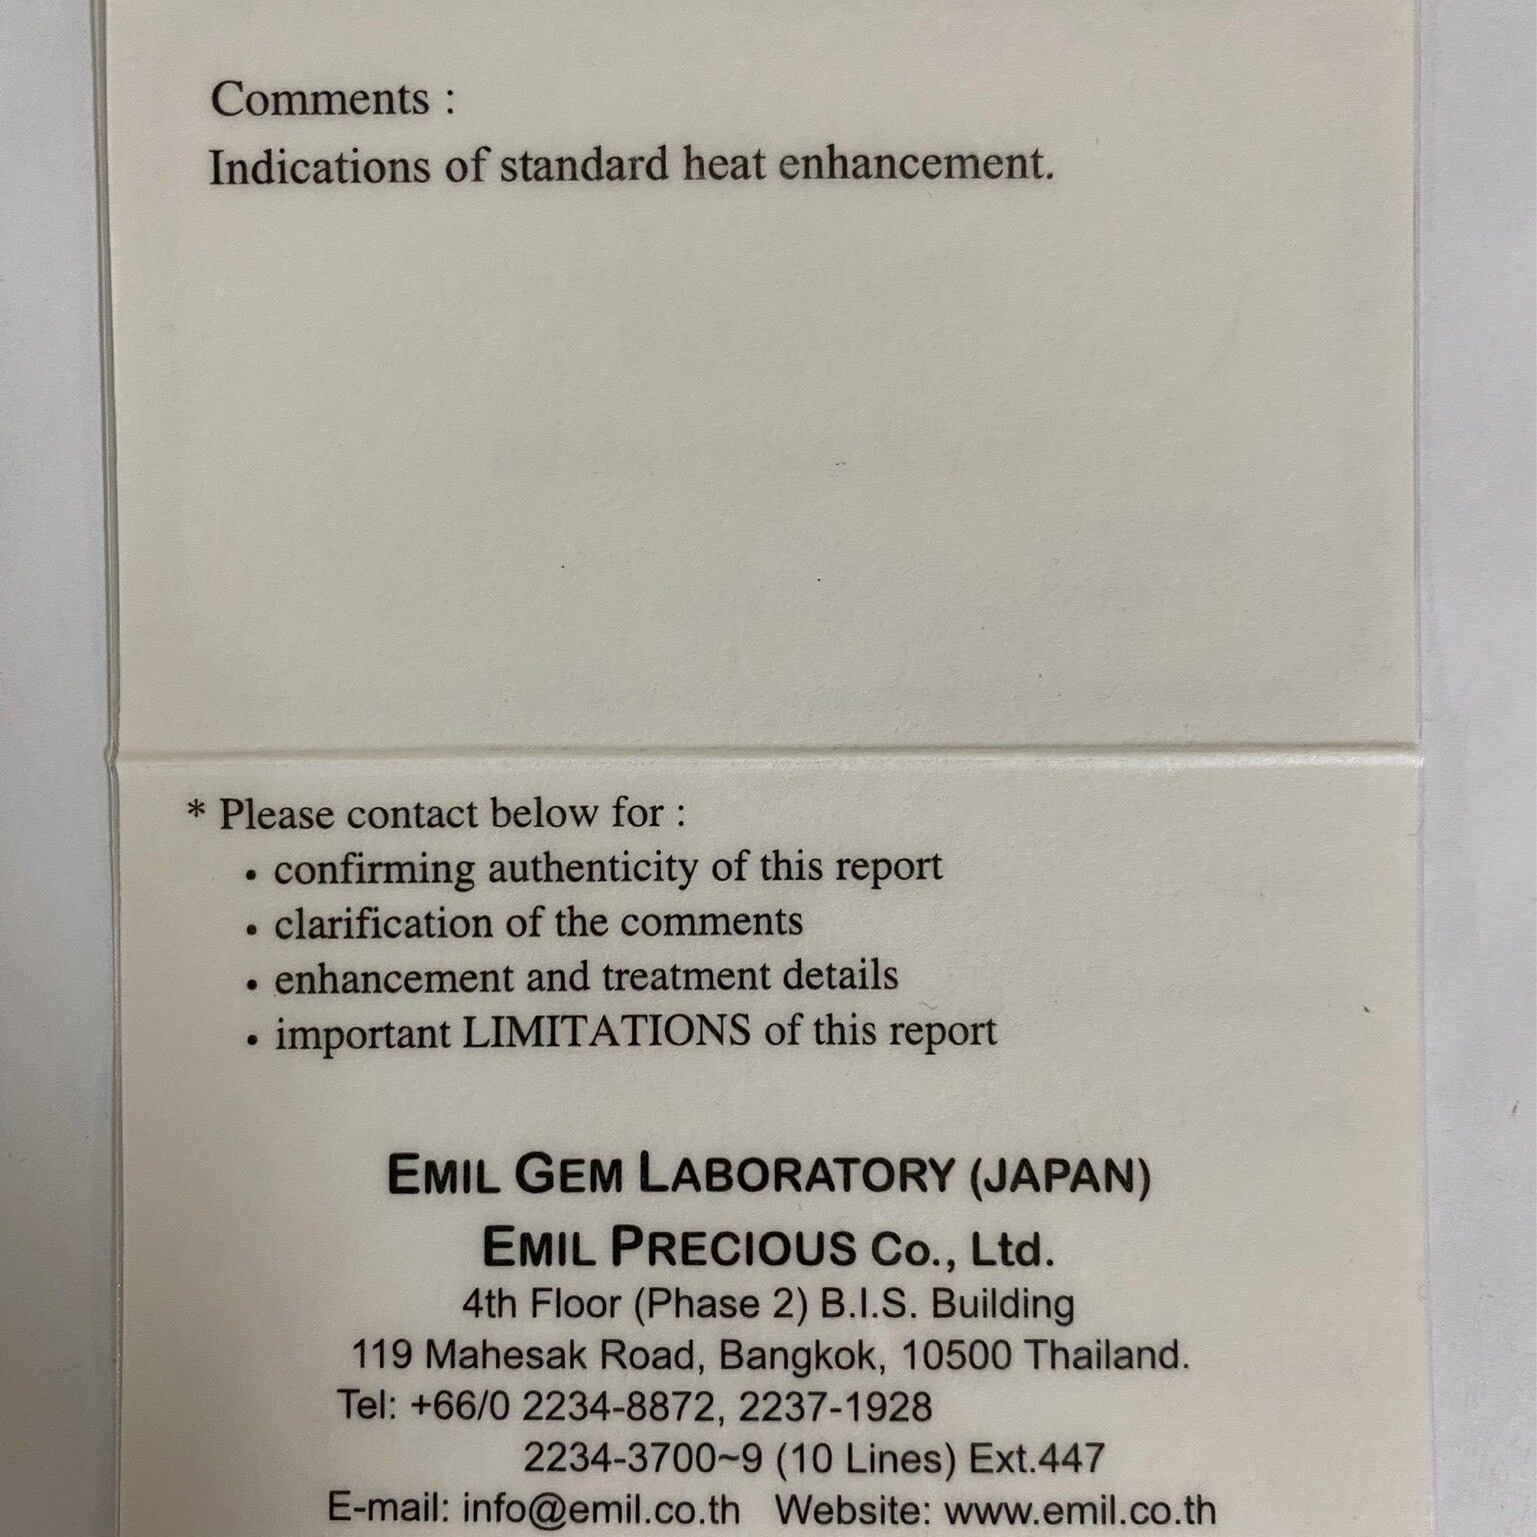 Comments :
Indications of standard heat enhancement.
* Please contact below for :
• confirming authenticity of this report
• clarification of the comments
• enhancement and treatment details
• important LIMITATIONS of this report
EMIL GEM LABORATORY (JAPAN)
EMIL PRECIOUS Co., Ltd.
4th Floor (Phase 2) B.I.S. Building
119 Mahesak Road, Bangkok, 10500 Thailand.
Tel: +66/0 2234-8872, 2237-1928
2234-3700~9 (10 Lines) Ext.447
E-mail: info@emil.co.th Website: www.emil.co.th